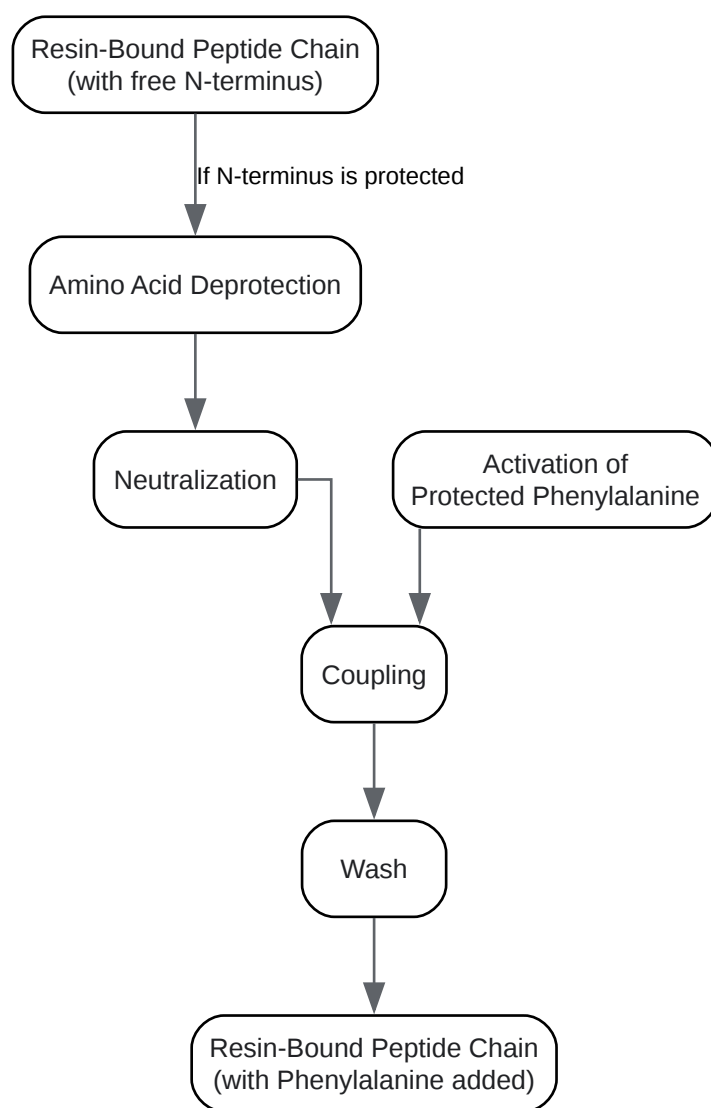 Resin-Bound Peptide Chain
(with free N-terminus)
If N-terminus is protected
Amino Acid Deprotection
Neutralization
Activation of
Protected Phenylalanine
Coupling
Wash
Resin-Bound Peptide Chain
(with Phenylalanine added)